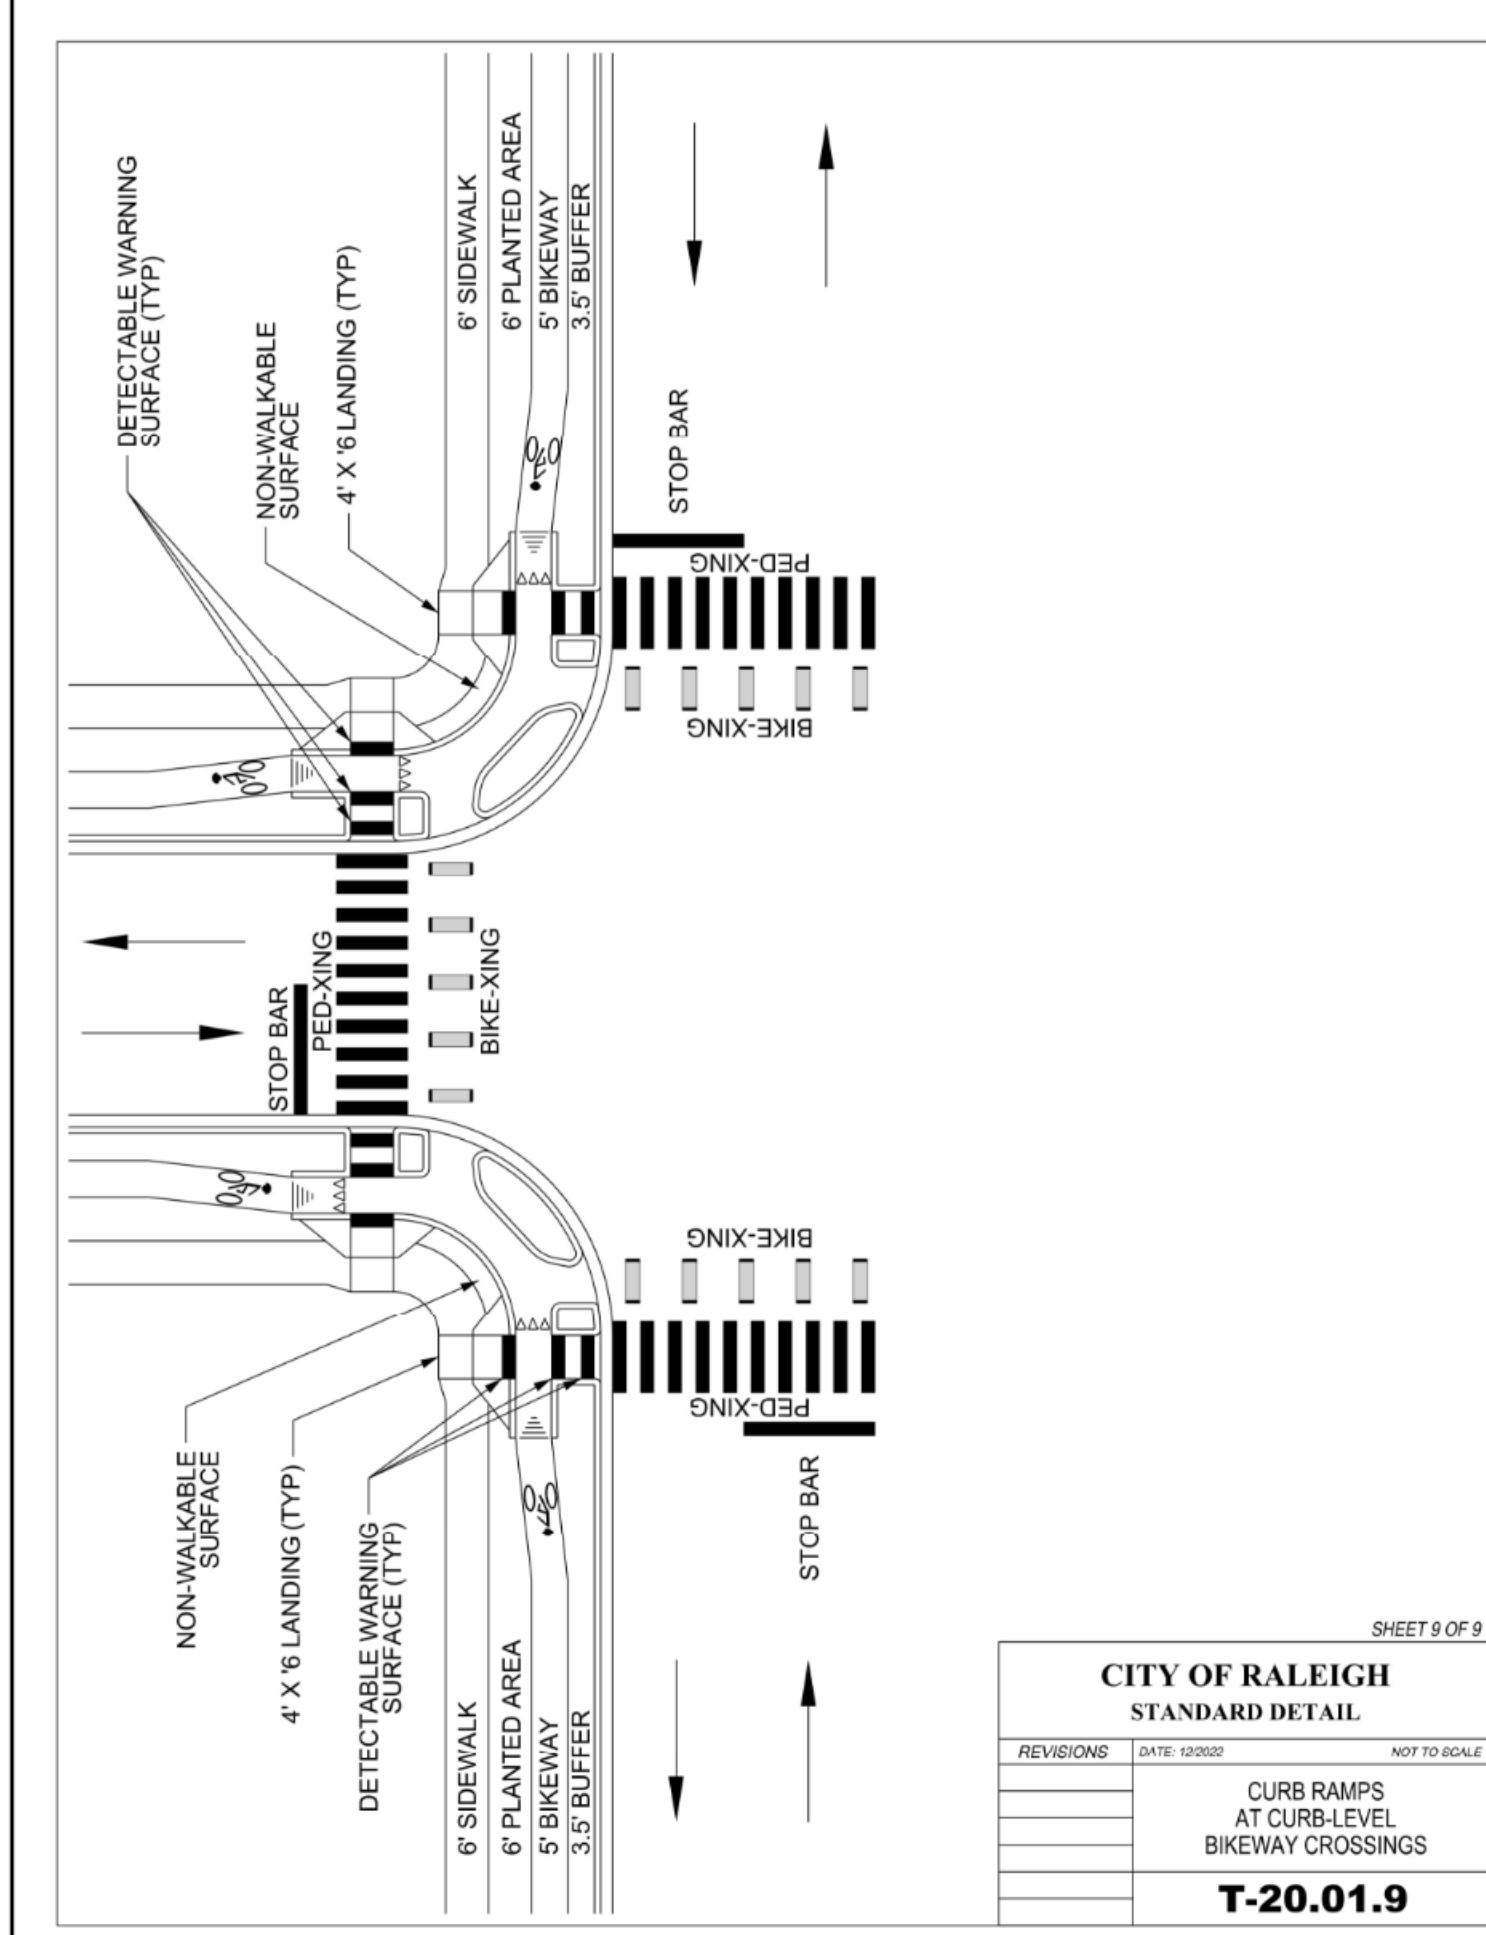 DETECTABLE WARNING
SURFACE (TYP)
NON-WALKABLE
SURFACE
4' X '6 LANDING (TYP)
6' SIDEWALK
6' PLANTED AREA
5' BIKEWAY
3.5' BUFFER
STOP BAR
PED-XING
BIKE-XING
STOP BAR
PED-XING
BIKE-XING
BIKE-XING
PED-XING
STOP BAR
NON-WALKABLE
SURFACE
4' X '6 LANDING (TYP)
DETECTABLE WARNING
SURFACE (TYP)
6' SIDEWALK
6' PLANTED AREA
5' BIKEWAY
3.5' BUFFER
SHEET 9 OF 9
CITY OF RALEIGH
STANDARD DETAIL
REVISIONS DATE: 12/2022 NOT TO SCALE
CURB RAMPS
AT CURB-LEVEL
BIKEWAY CROSSINGS
T-20.01.9